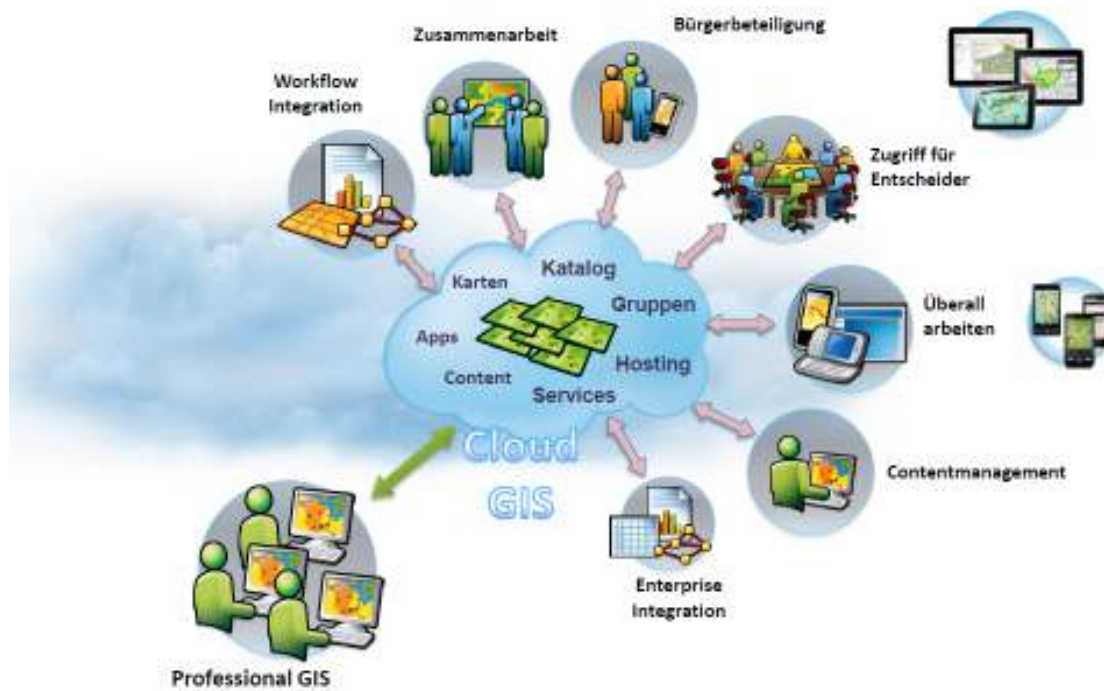 Zusammenarbeit
Bürgerbeteiligung
Workflow
Integration
Zugriff für
Entscheider
Karten
Katalog
Gruppen
Apps
Content
Hosting
Services
Überall
arbeiten
Cloud
GIS
Contentmanagement
Enterprise
Integration
Professional GIS